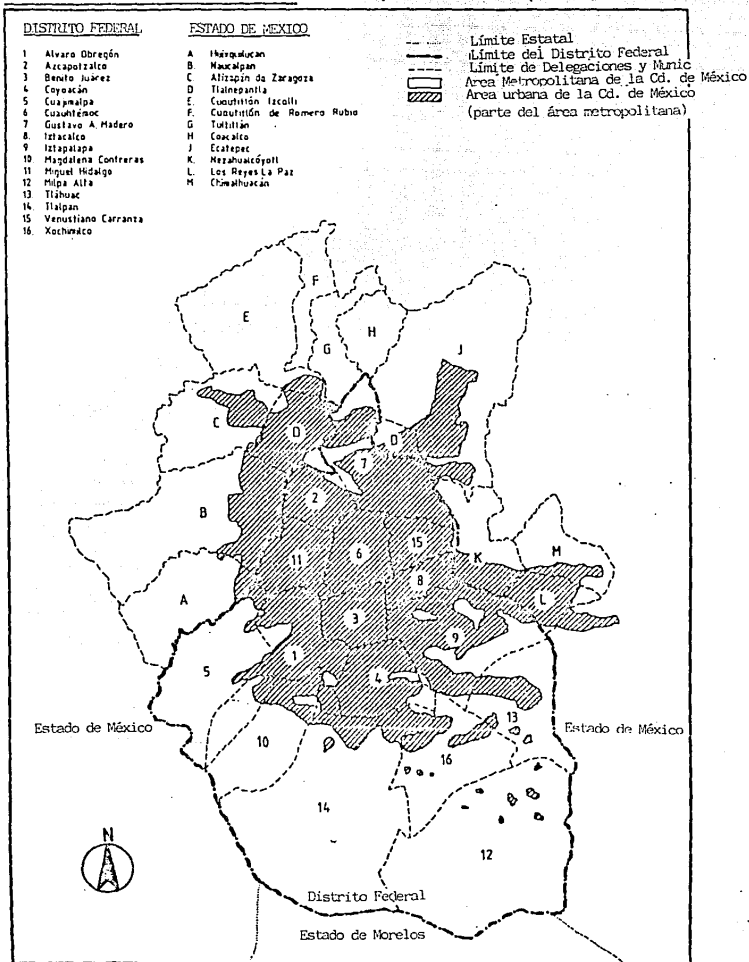 DISTRITO FEDERAL
1 Alvaro Obregón
2 Azcapotzalco
3 Benito Juárez
4 Coyoacán
5 Cuajimalpa
6 Cuauhtémoc
7 Gustavo A. Madero
8. Iztacalco
9 Iztapalapa
10 Magdalena Contreras
11 Miguel Hidalgo
12 Milpa Alta
13 Tláhuac
14. Tlalpan
15 Venustiano Carranza
16. Xochimilco
ESTADO DE MEXICO
A Huixquilucan
B. Naucalpan
C. Atizapán de Zaragoza
D Tlalnepantla
E. Cuautitlán Izcalli
F. Cuautitlán de Romero Rubio
G Tultitlán
H Coacalco
J Ecatepec
K. Nezahualcóyotl
L. Los Reyes La Paz
M Chimalhuacán
Límite Estatal
Límite del Distrito Federal
Límite de Delegaciones y Munic
Area Metropolitana de la Cd. de México
Area urbana de la Cd. de México
(parte del área metropolitana)
F
E
G
H
J
C
D
D
7
2
B
15
11
6
K
M
8
A
L
3
9
1
5
4
13
Estado de México
Estado de México
10
16
14
N
12
Distrito Federal
Estado de Morelos